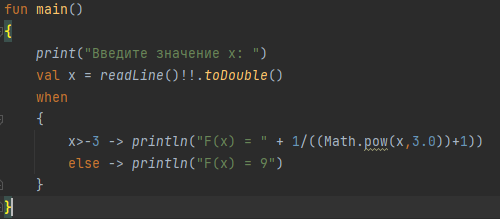 fun main()
{
print("Введите значение x: ")
val x = readLine()!!.toDouble()
when
{
x>-3 -> println("F(x) = " + 1/((Math.pow(x,3.0))+1))
else -> println("F(x) = 9")
}
}